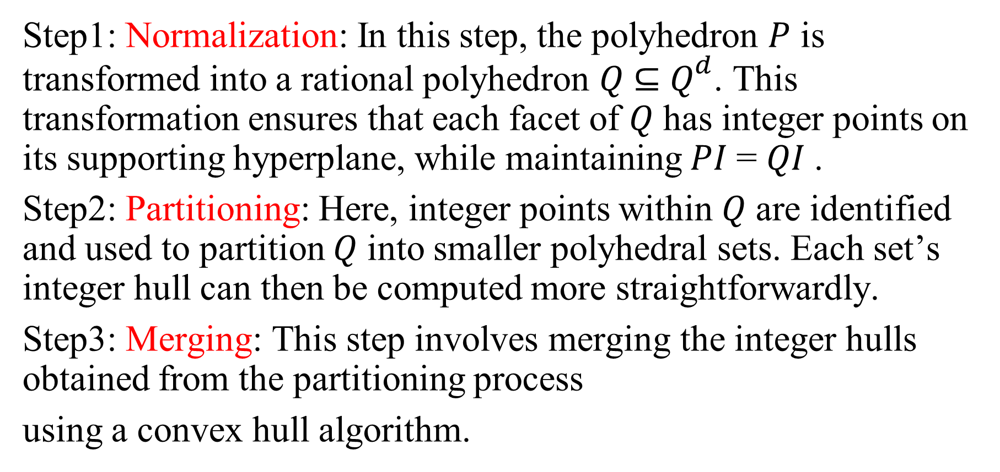 Step1: Normalization: In this step, the polyhedron P is
transformed into a rational polyhedron Q ⊆ Q^d. This
transformation ensures that each facet of Q has integer points on
its supporting hyperplane, while maintaining PI = QI .
Step2: Partitioning: Here, integer points within Q are identified
and used to partition Q into smaller polyhedral sets. Each set’s
integer hull can then be computed more straightforwardly.
Step3: Merging: This step involves merging the integer hulls
obtained from the partitioning process
using a convex hull algorithm.